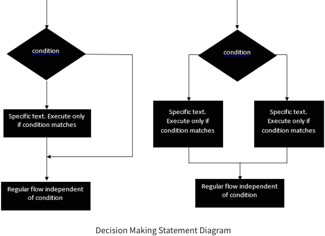 condition
Specific text. Execute only
if condition matches
Regular flow independent
of condition
condition
Specific text.
Execute only if
condition matches
Specific text.
Execute only if
condition matches
Regular flow independent
of condition
Decision Making Statement Diagram